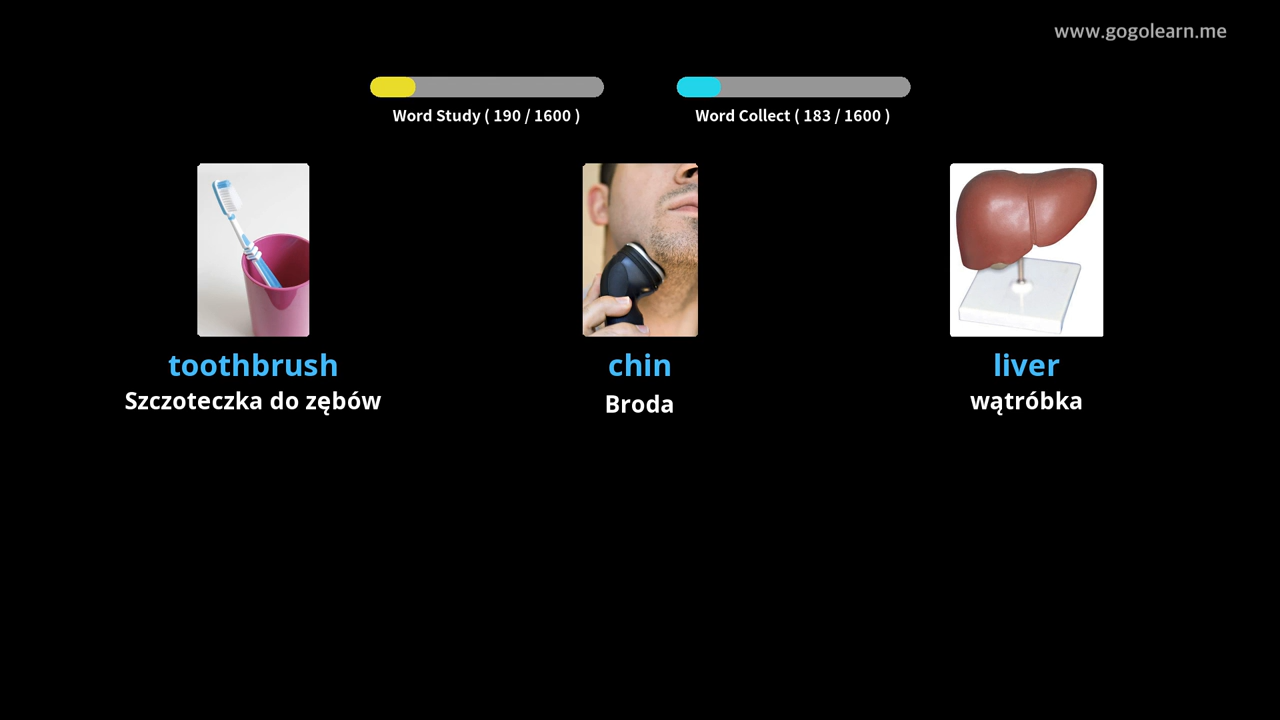 www.gogolearn.me
Word Study ( 190 / 1600 )
Word Collect ( 183 / 1600 )
toothbrush
Szczoteczka do zębów
chin
Broda
liver
wątróbka